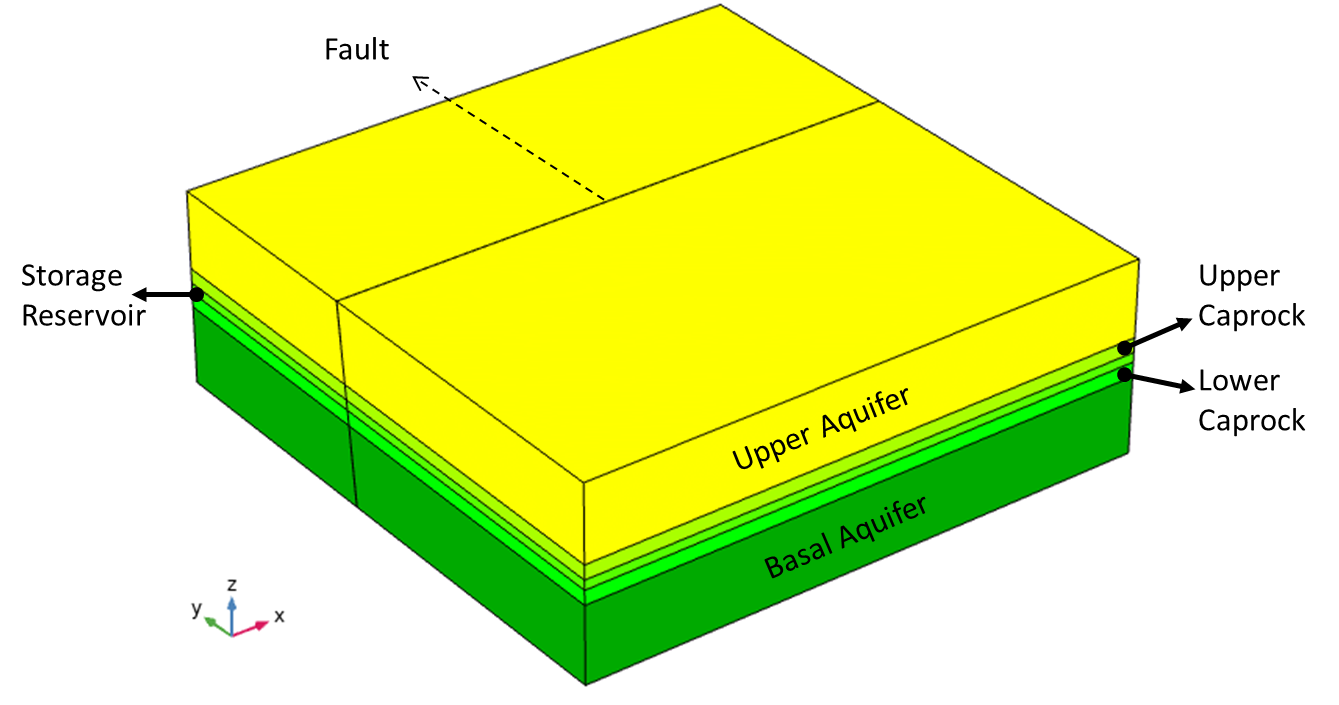 Fault
Storage
Reservoir
Upper
Caprock
Lower
Caprock
Upper Aquifer
Basal Aquifer
z
y
x